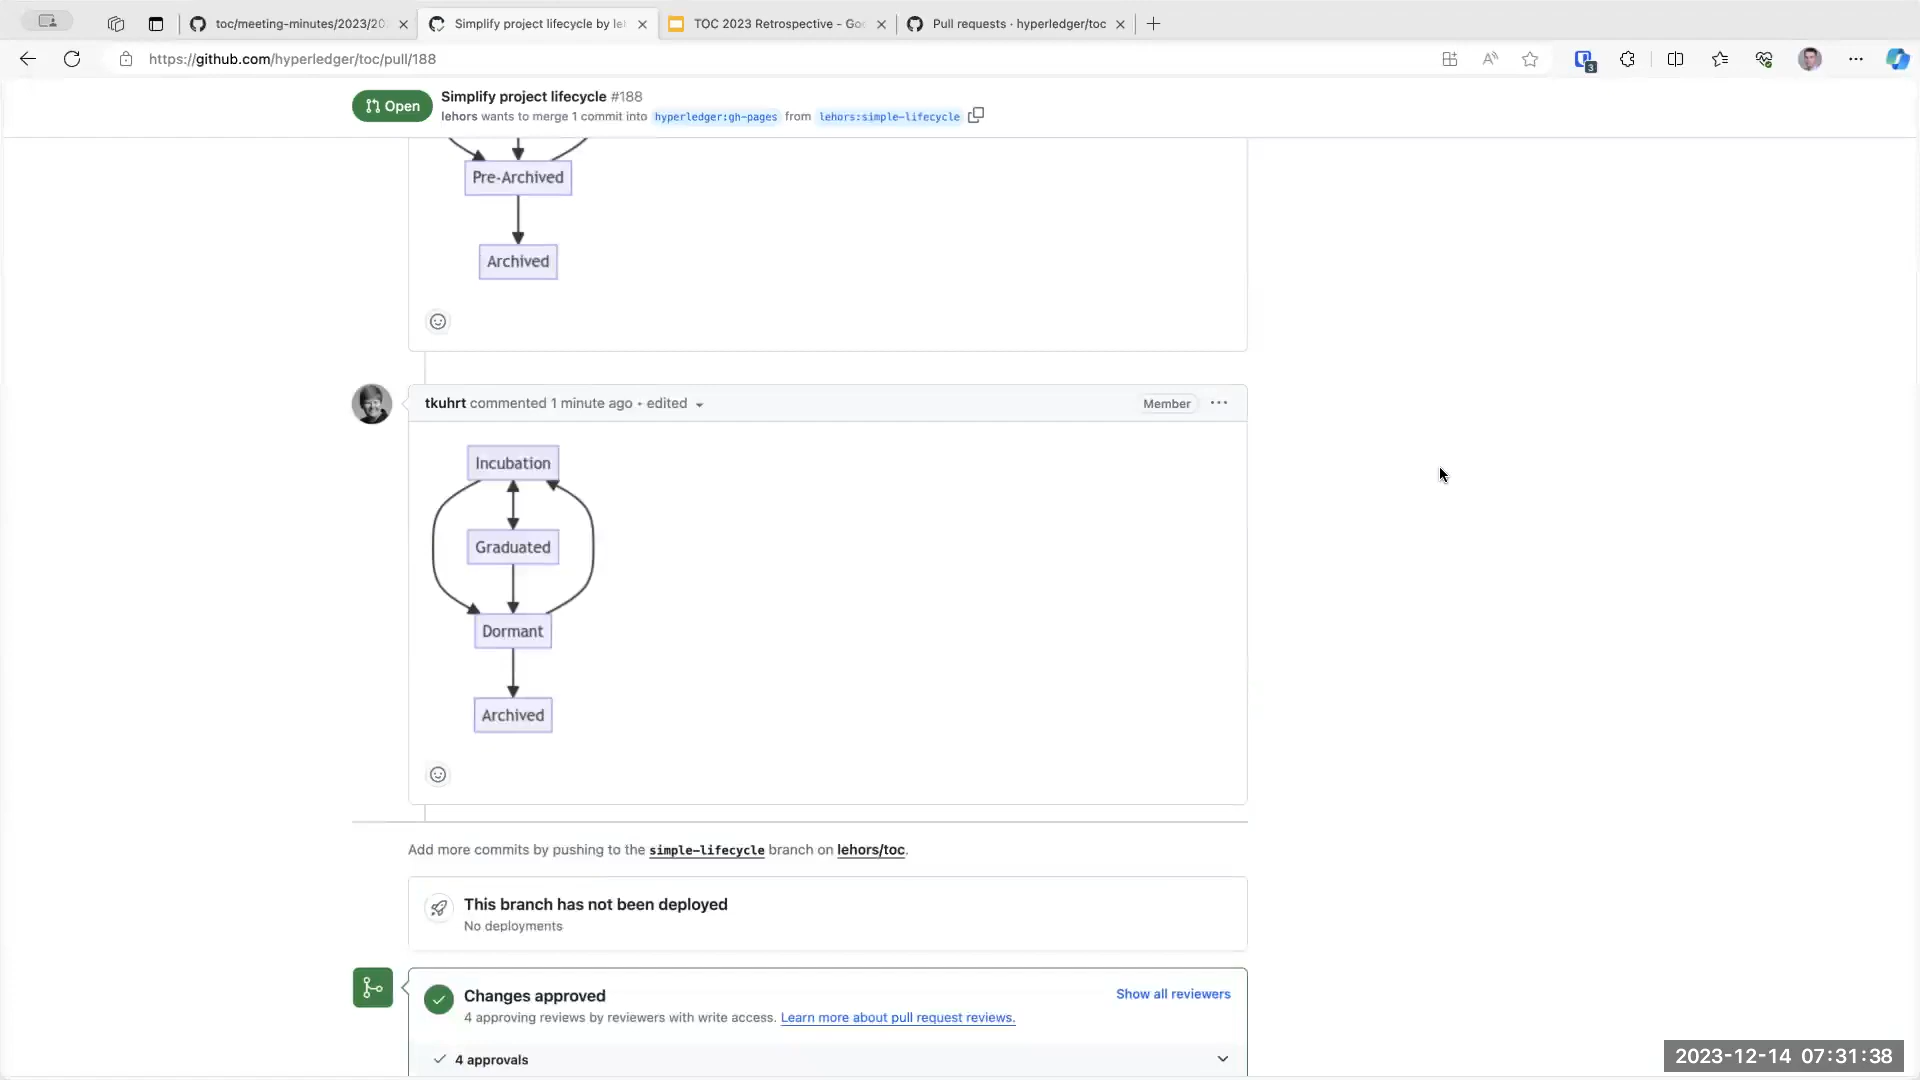 toc/meeting-minutes/2023/20
Simplify project lifecycle by le
TOC 2023 Retrospective - Goo
Pull requests · hyperledger/toc
https://github.com/hyperledger/toc/pull/188
3
Open
Simplify project lifecycle #188
lehors wants to merge 1 commit into hyperledger:gh-pages from lehors:simple-lifecycle
Pre-Archived
Archived
tkuhrt commented 1 minute ago • edited
Member
Incubation
Graduated
Dormant
Archived
Add more commits by pushing to the simple-lifecycle branch on lehors/toc.
This branch has not been deployed
No deployments
Changes approved
Show all reviewers
4 approving reviews by reviewers with write access. Learn more about pull request reviews.
4 approvals
2023-12-14 07:31:38